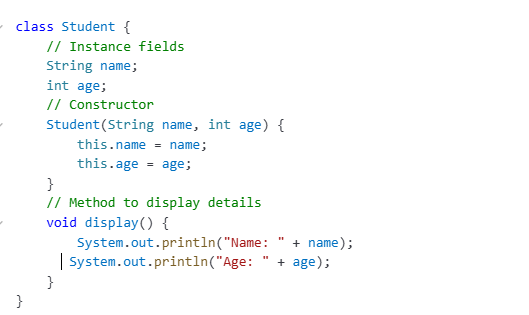 class Student {
    // Instance fields
    String name;
    int age;
    // Constructor
    Student(String name, int age) {
        this.name = name;
        this.age = age;
    }
    // Method to display details
    void display() {
        System.out.println("Name: " + name);
       System.out.println("Age: " + age);
    }
}